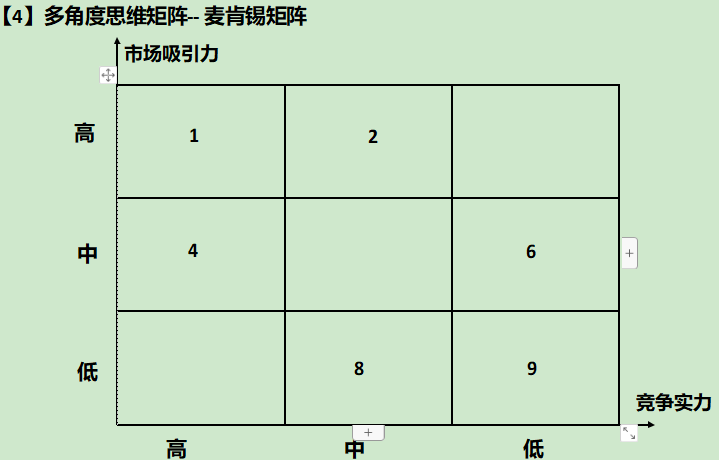 【4】多角度思维矩阵-- 麦肯锡矩阵
市场吸引力
高 1 2
中 4 6
低 8 9
竞争实力
高 中 低